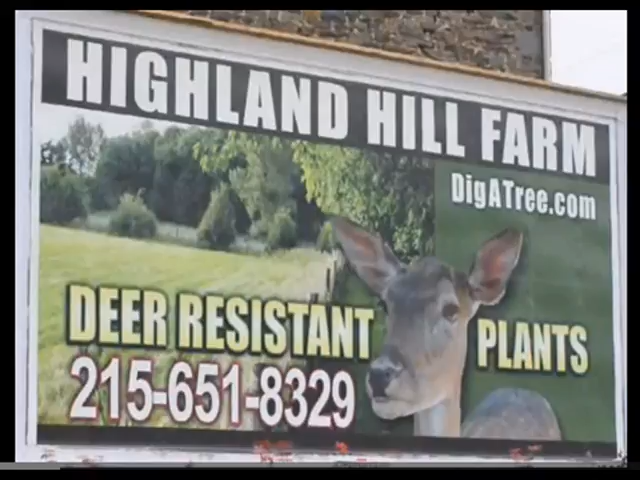 HIGHLAND HILL FARM
DigATree.com
DEER RESISTANT PLANTS
215-651-8329